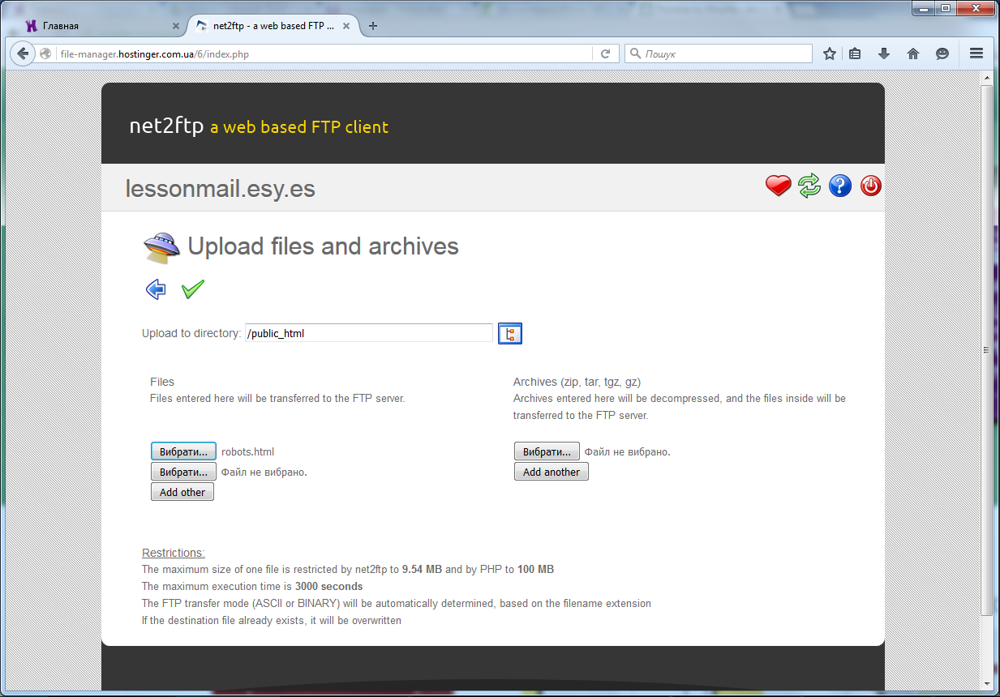 Главная
net2ftp - a web based FTP ...
file-manager.hostinger.com.ua/6/index.php
Пошук
net2ftp a web based FTP client
lessonmail.esy.es
Upload files and archives
Upload to directory: /public_html
Files
Files entered here will be transferred to the FTP server.
Archives (zip, tar, tgz, gz)
Archives entered here will be decompressed, and the files inside will be
transferred to the FTP server.
Вибрати... robots.html
Вибрати... Файл не вибрано.
Add other
Вибрати... Файл не вибрано.
Add another
Restrictions:
The maximum size of one file is restricted by net2ftp to 9.54 MB and by PHP to 100 MB
The maximum execution time is 3000 seconds
The FTP transfer mode (ASCII or BINARY) will be automatically determined, based on the filename extension
If the destination file already exists, it will be overwritten